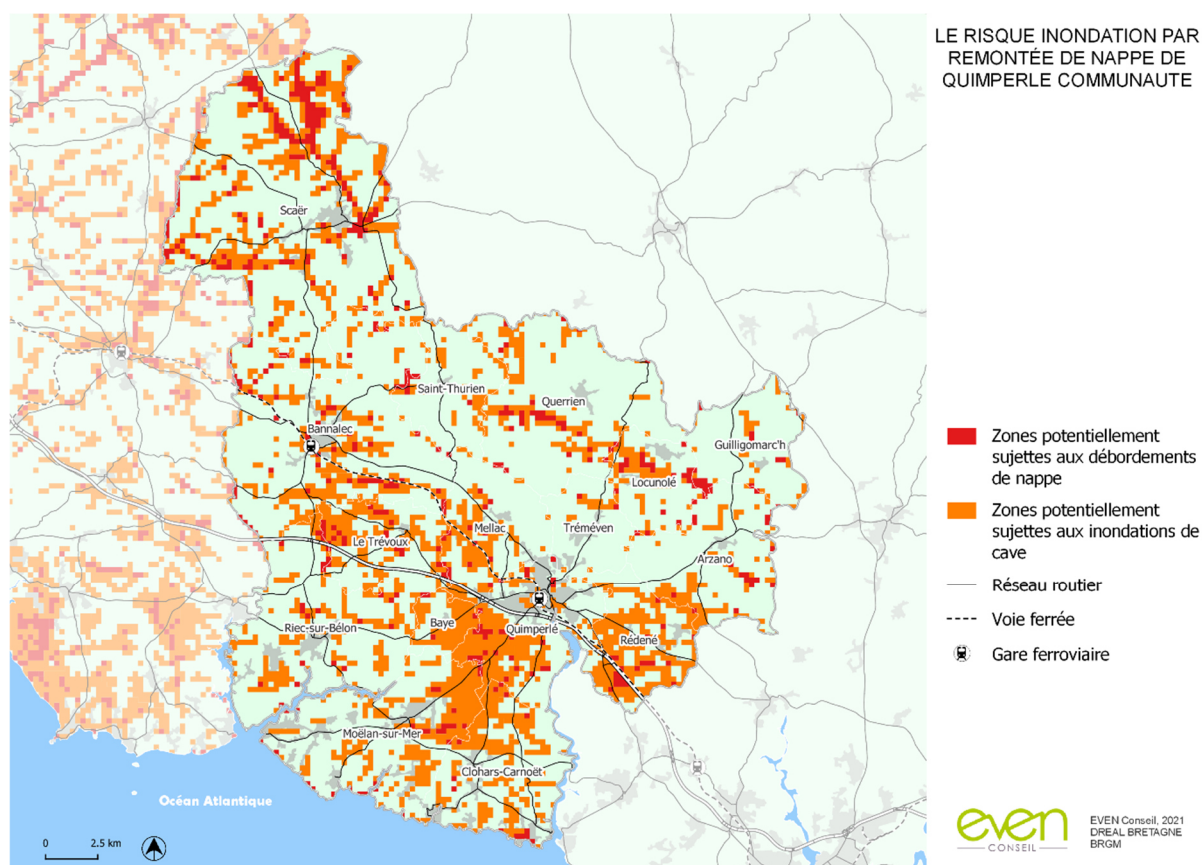 LE RISQUE INONDATION PAR
REMONTÉE DE NAPPE DE
QUIMPERLE COMMUNAUTE
Scaër
Saint-Thurien
Querrien
Bannalec
Guilligomarc'h
Locunolé
Mellac
Tréméven
Le Trévoux
Arzano
Riec-sur-Bélon
Baye
Quimperlé
Rédené
Moëlan-sur-Mer
Clohars-Carnoët
Océan Atlantique
0 2.5 km
Zones potentiellement
sujettes aux débordements
de nappe
Zones potentiellement
sujettes aux inondations de
cave
Réseau routier
Voie ferrée
Gare ferroviaire
even
CONSEIL
EVEN Conseil, 2021
DREAL BRETAGNE
BRGM